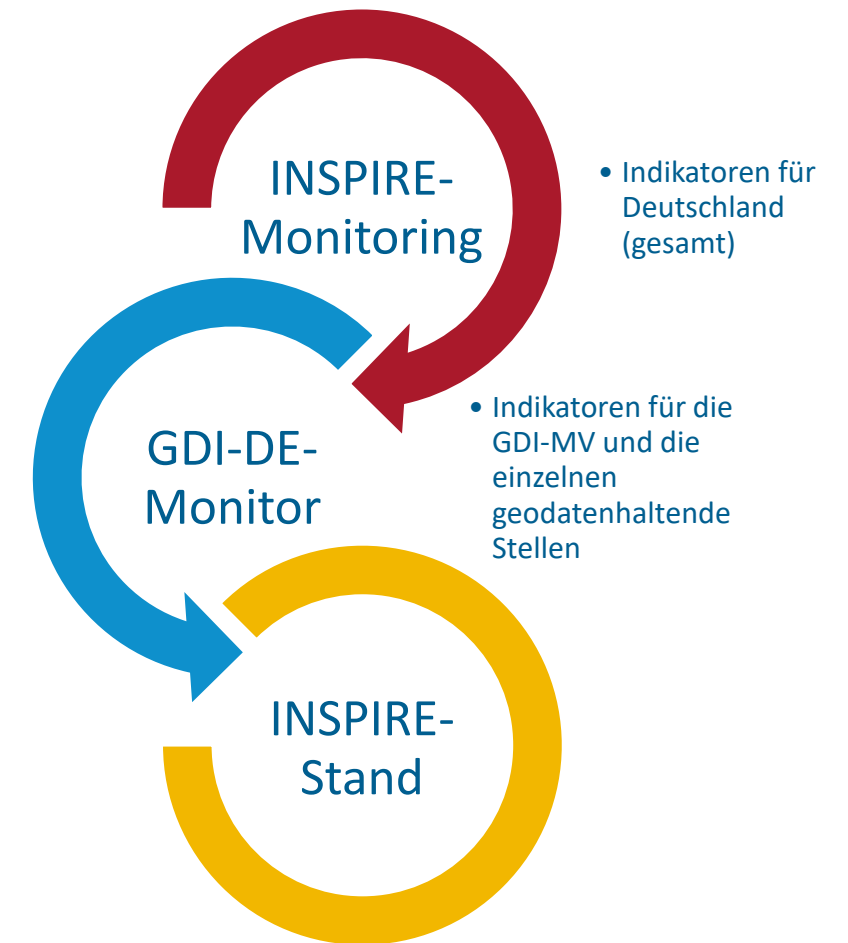 INSPIRE-
Monitoring
• Indikatoren für
Deutschland
(gesamt)
GDI-DE-
Monitor
• Indikatoren für die
GDI-MV und die
einzelnen
geodatenhaltende
Stellen
INSPIRE-
Stand